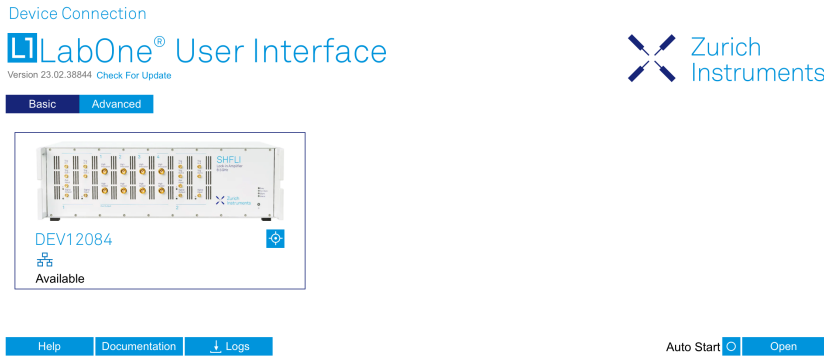 Device Connection
L1 LabOne® User Interface
Version 23.02.38844 Check For Update
Zurich
Instruments
Basic Advanced
SHFLI
Zurich
Instruments
DEV12084
Available
Help Documentation Logs
Auto Start Open